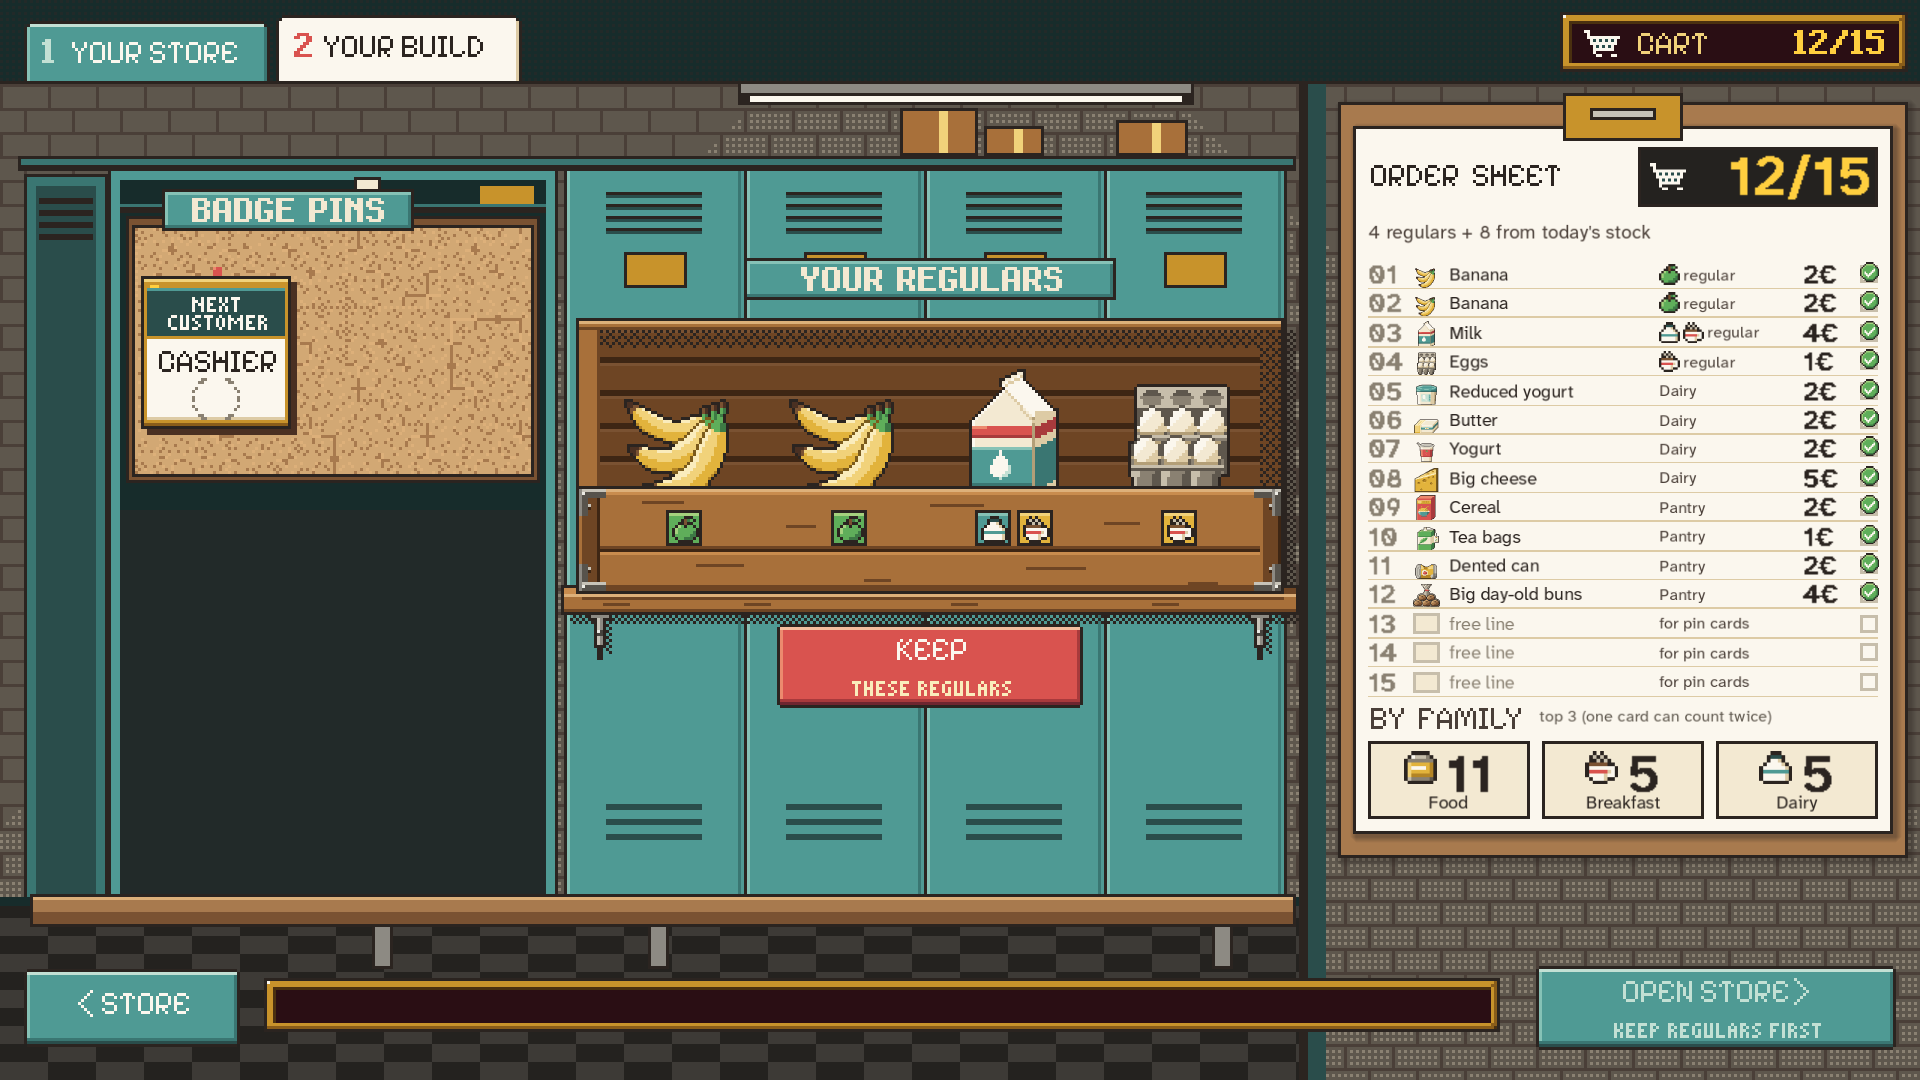 1 YOUR STORE
2 YOUR BUILD
CART 12/15
BADGE PINS
NEXT
CUSTOMER
CASHIER
YOUR REGULARS
KEEP
THESE REGULARS
ORDER SHEET 12/15
4 regulars + 8 from today's stock
01 Banana regular 2€
02 Banana regular 2€
03 Milk regular 4€
04 Eggs regular 1€
05 Reduced yogurt Dairy 2€
06 Butter Dairy 2€
07 Yogurt Dairy 2€
08 Big cheese Dairy 5€
09 Cereal Pantry 2€
10 Tea bags Pantry 1€
11 Dented can Pantry 2€
12 Big day-old buns Pantry 4€
13 free line for pin cards
14 free line for pin cards
15 free line for pin cards
BY FAMILY top 3 (one card can count twice)
11 Food
5 Breakfast
5 Dairy
< STORE
OPEN STORE >
KEEP REGULARS FIRST